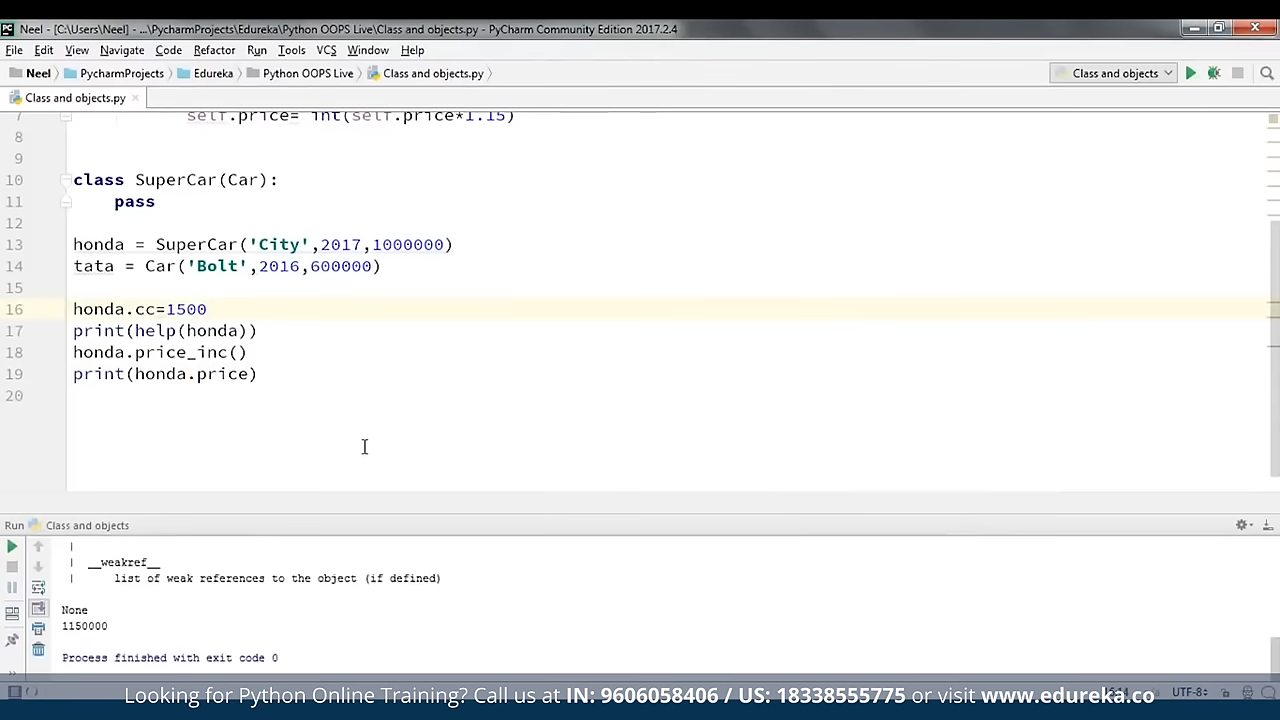 Neel - [C:\Users\Neel] - ...\PycharmProjects\Edureka\Python OOPS Live\Class and objects.py - PyCharm Community Edition 2017.2.4
File Edit View Navigate Code Refactor Run Tools VCS Window Help
Neel PycharmProjects Edureka Python OOPS Live Class and objects.py Class and objects
Class and objects.py
7 self.price= int(self.price*1.15)
8
9
10 class SuperCar(Car):
11 pass
12
13 honda = SuperCar('City',2017,1000000)
14 tata = Car('Bolt',2016,600000)
15
16 honda.cc=1500
17 print(help(honda))
18 honda.price_inc()
19 print(honda.price)
20
Run Class and objects
|
| __weakref__
| list of weak references to the object (if defined)
None
1150000
Process finished with exit code 0
Looking for Python Online Training? Call us at IN: 9606058406 / US: 18338555775 or visit www.edureka.co
UTF-8